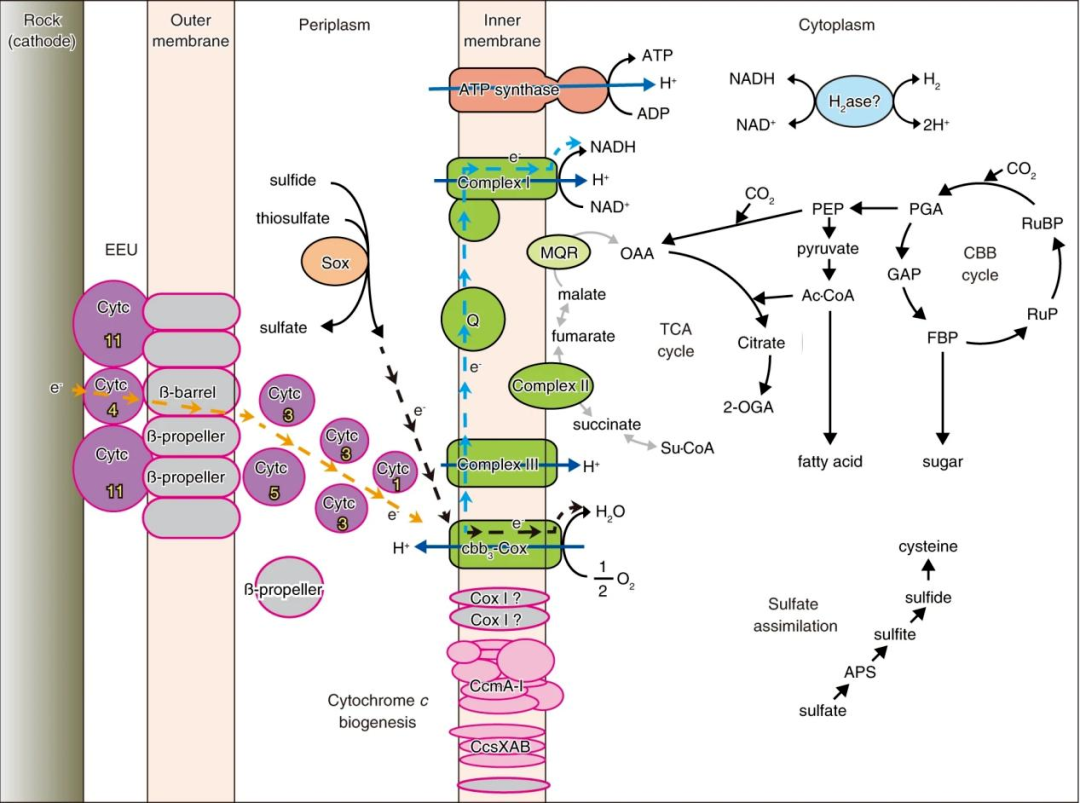 Rock
(cathode)
Outer
membrane
Periplasm
Inner
membrane
Cytoplasm
ATP synthase
ATP
H⁺
ADP
NADH
NAD⁺
H₂ase?
H₂
2H⁺
Complex I
e⁻
NADH
H⁺
NAD⁺
sulfide
thiosulfate
Sox
sulfate
EEU
CO₂
PEP
PGA
CO₂
RuBP
CBB
cycle
MQR
OAA
pyruvate
GAP
malate
Ac·CoA
RuP
Q
fumarate
TCA
cycle
Citrate
FBP
e⁻
Complex II
2-OGA
succinate
Su·CoA
fatty acid
sugar
Cytc
11
e⁻
Cytc
4
ß-barrel
Cytc
3
ß-propeller
Cytc
3
Cytc
11
ß-propeller
Cytc
5
Cytc
1
Cytc
3
e⁻
e⁻
Complex III
H⁺
H⁺
cbb₃-Cox
e⁻
H₂O
1
2 O₂
ß-propeller
Cox I ?
Cox I ?
CcmA-I
Cytochrome c
biogenesis
CcsXAB
Sulfate
assimilation
cysteine
sulfide
sulfite
APS
sulfate